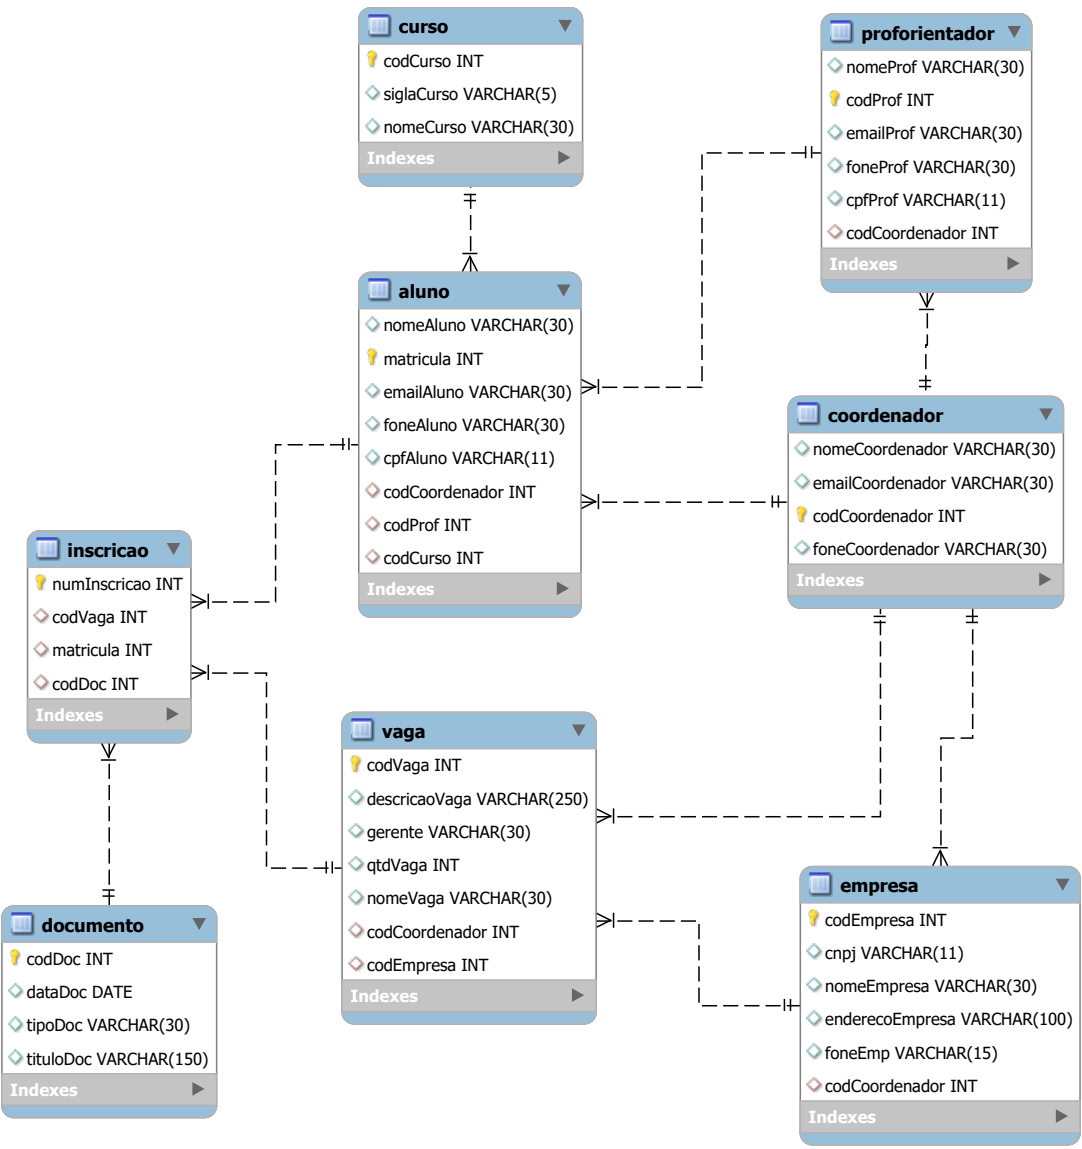 curso
codCurso INT
siglaCurso VARCHAR(5)
nomeCurso VARCHAR(30)
Indexes
proforientador
nomeProf VARCHAR(30)
codProf INT
emailProf VARCHAR(30)
foneProf VARCHAR(30)
cpfProf VARCHAR(11)
codCoordenador INT
Indexes
aluno
nomeAluno VARCHAR(30)
matricula INT
emailAluno VARCHAR(30)
foneAluno VARCHAR(30)
cpfAluno VARCHAR(11)
codCoordenador INT
codProf INT
codCurso INT
Indexes
coordenador
nomeCoordenador VARCHAR(30)
emailCoordenador VARCHAR(30)
codCoordenador INT
foneCoordenador VARCHAR(30)
Indexes
inscricao
numInscricao INT
codVaga INT
matricula INT
codDoc INT
Indexes
vaga
codVaga INT
descricaoVaga VARCHAR(250)
gerente VARCHAR(30)
qtdVaga INT
nomeVaga VARCHAR(30)
codCoordenador INT
codEmpresa INT
Indexes
documento
codDoc INT
dataDoc DATE
tipoDoc VARCHAR(30)
tituloDoc VARCHAR(150)
Indexes
empresa
codEmpresa INT
cnpj VARCHAR(11)
nomeEmpresa VARCHAR(30)
enderecoEmpresa VARCHAR(100)
foneEmp VARCHAR(15)
codCoordenador INT
Indexes